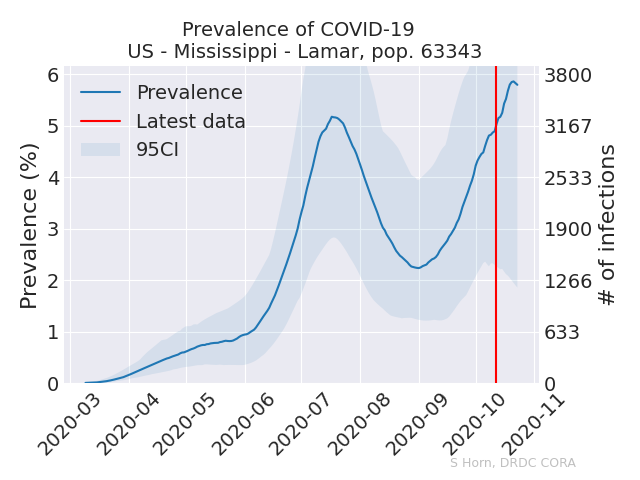 Prevalence of COVID-19
US - Mississippi - Lamar, pop. 63343
Prevalence
Latest data
95CI
Prevalence (%)
6
5
4
3
2
1
0
3800
3167
2533
1900
1266
633
0
# of infections
2020-03
2020-04
2020-05
2020-06
2020-07
2020-08
2020-09
2020-10
2020-11
S Horn, DRDC CORA